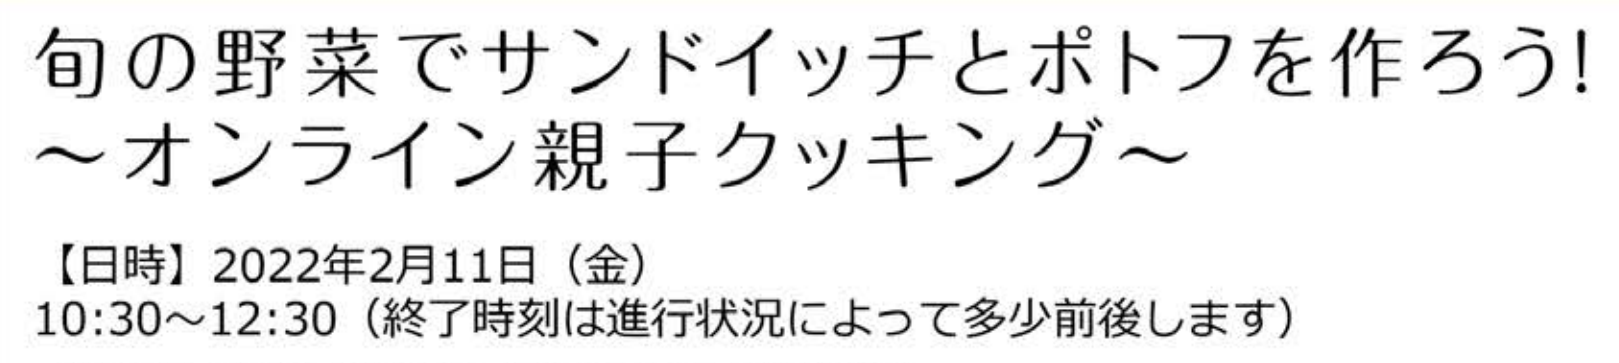 旬の野菜でサンドイッチとポトフを作ろう!
～オンライン親子クッキング～
【日時】2022年2月11日（金）
10:30～12:30（終了時刻は進行状況によって多少前後します）